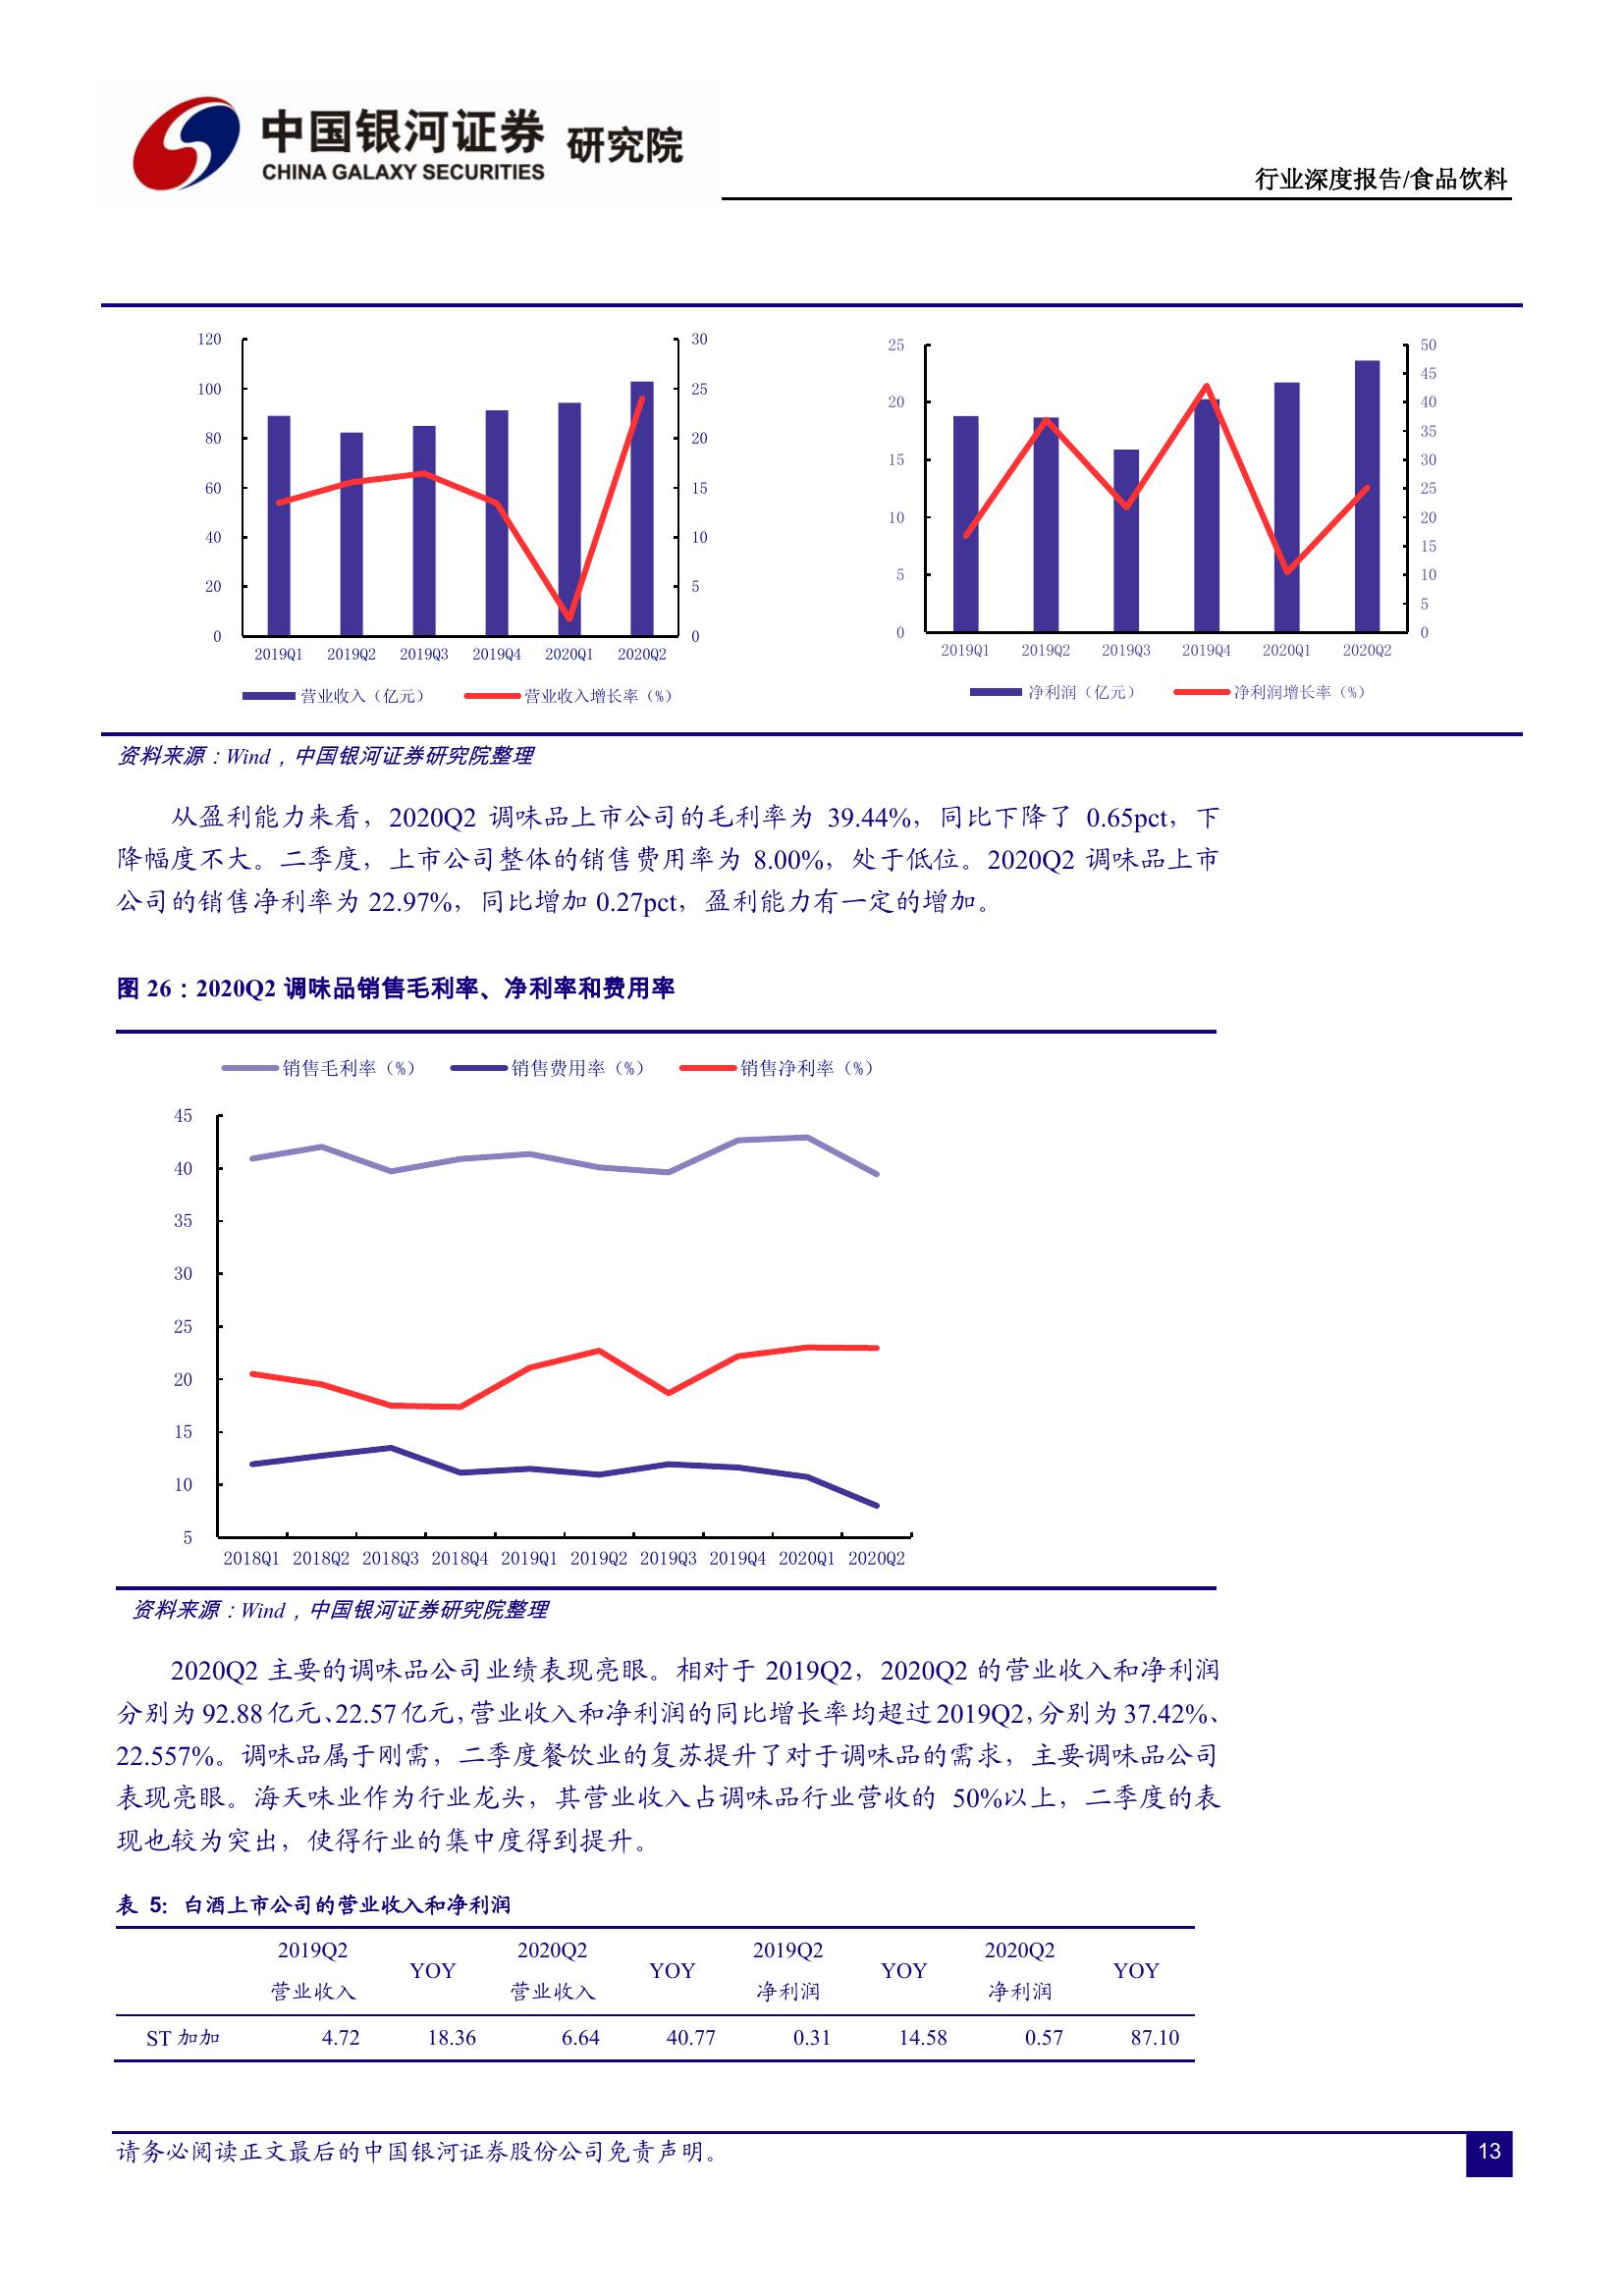 中国银河证券 研究院
CHINA GALAXY SECURITIES
行业深度报告/食品饮料
120 30
100 25
80 20
60 15
40 10
20 5
0 0
2019Q1 2019Q2 2019Q3 2019Q4 2020Q1 2020Q2
营业收入（亿元） 营业收入增长率（%）
25 50
45
20 40
35
15 30
25
10 20
15
5 10
5
0 0
2019Q1 2019Q2 2019Q3 2019Q4 2020Q1 2020Q2
净利润（亿元） 净利润增长率（%）
资料来源：Wind，中国银河证券研究院整理
从盈利能力来看，2020Q2 调味品上市公司的毛利率为 39.44%，同比下降了 0.65pct，下
降幅度不大。二季度，上市公司整体的销售费用率为 8.00%，处于低位。2020Q2 调味品上市
公司的销售净利率为 22.97%，同比增加 0.27pct，盈利能力有一定的增加。
图 26：2020Q2 调味品销售毛利率、净利率和费用率
销售毛利率（%） 销售费用率（%） 销售净利率（%）
45
40
35
30
25
20
15
10
5
2018Q1 2018Q2 2018Q3 2018Q4 2019Q1 2019Q2 2019Q3 2019Q4 2020Q1 2020Q2
资料来源：Wind，中国银河证券研究院整理
2020Q2 主要的调味品公司业绩表现亮眼。相对于 2019Q2，2020Q2 的营业收入和净利润
分别为 92.88 亿元、22.57 亿元，营业收入和净利润的同比增长率均超过 2019Q2，分别为 37.42%、
22.557%。调味品属于刚需，二季度餐饮业的复苏提升了对于调味品的需求，主要调味品公司
表现亮眼。海天味业作为行业龙头，其营业收入占调味品行业营收的 50%以上，二季度的表
现也较为突出，使得行业的集中度得到提升。
表 5：白酒上市公司的营业收入和净利润
2019Q2 2020Q2 2019Q2 2020Q2
YOY YOY YOY YOY
营业收入 营业收入 净利润 净利润
ST 加加 4.72 18.36 6.64 40.77 0.31 14.58 0.57 87.10
请务必阅读正文最后的中国银河证券股份公司免责声明。
13